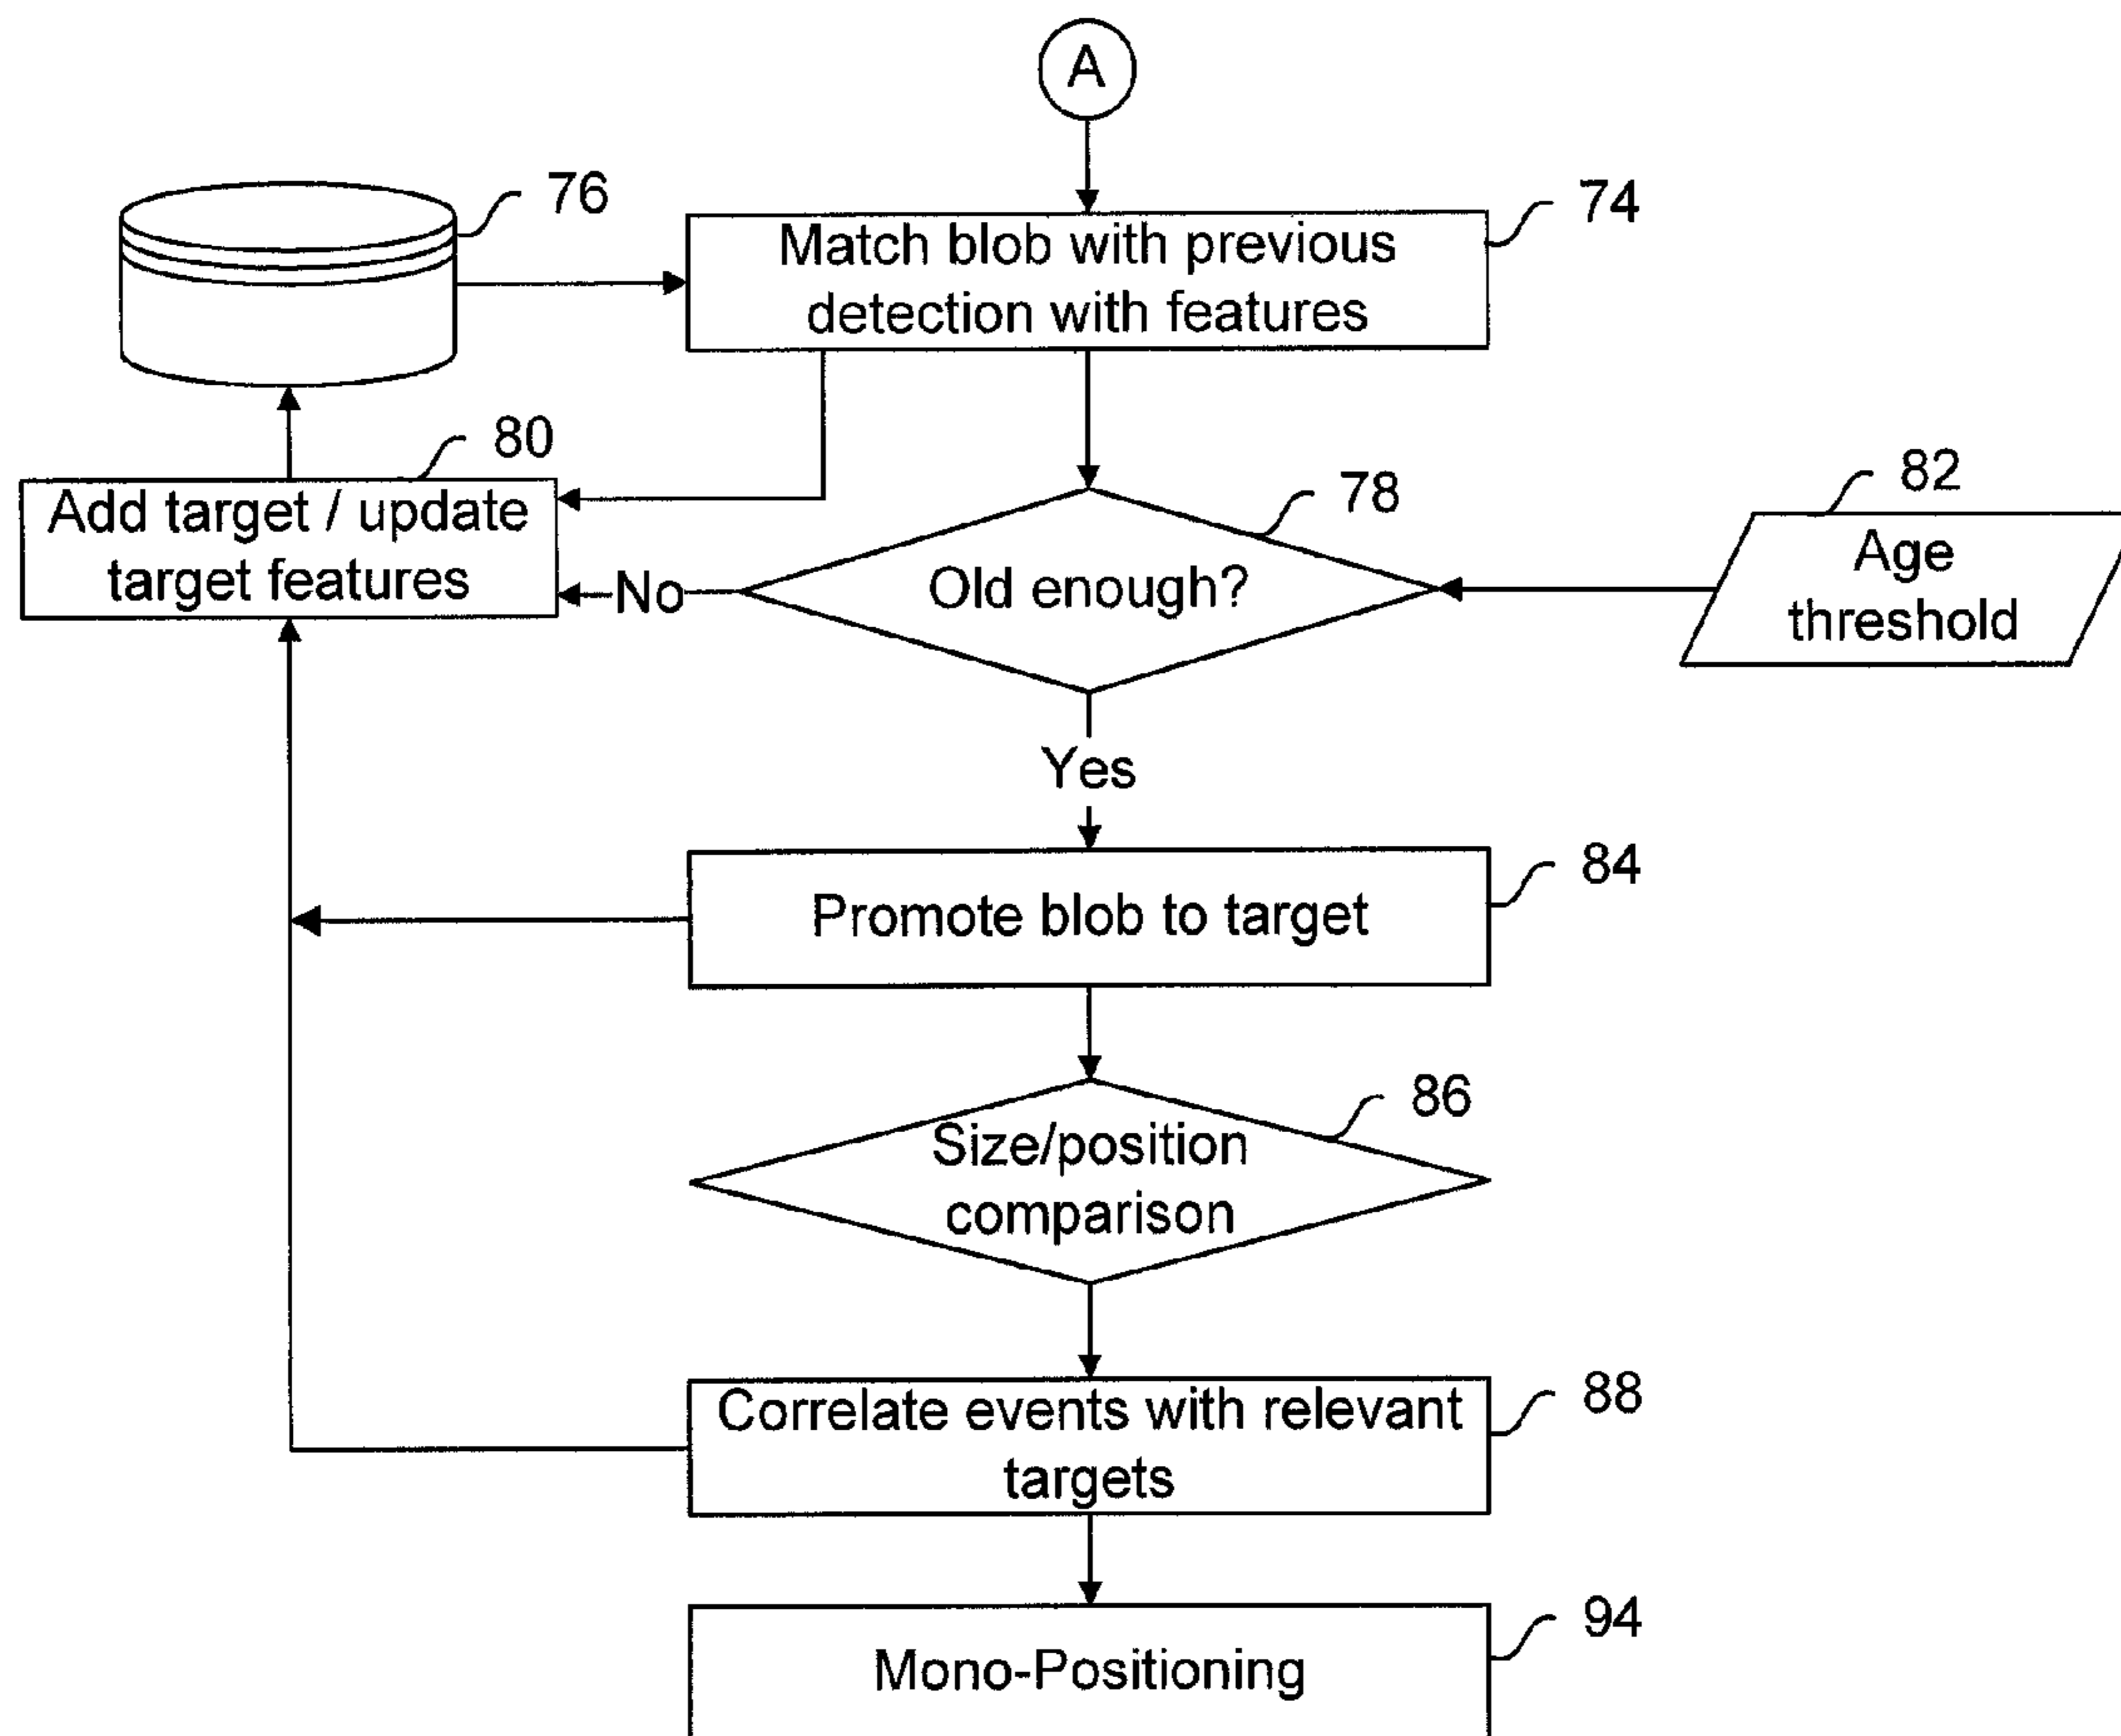 A
76
74
Match blob with previous
detection with features
80
Add target / update
target features
78
Old enough?
No
82
Age
threshold
Yes
84
Promote blob to target
86
Size/position
comparison
88
Correlate events with relevant
targets
94
Mono-Positioning